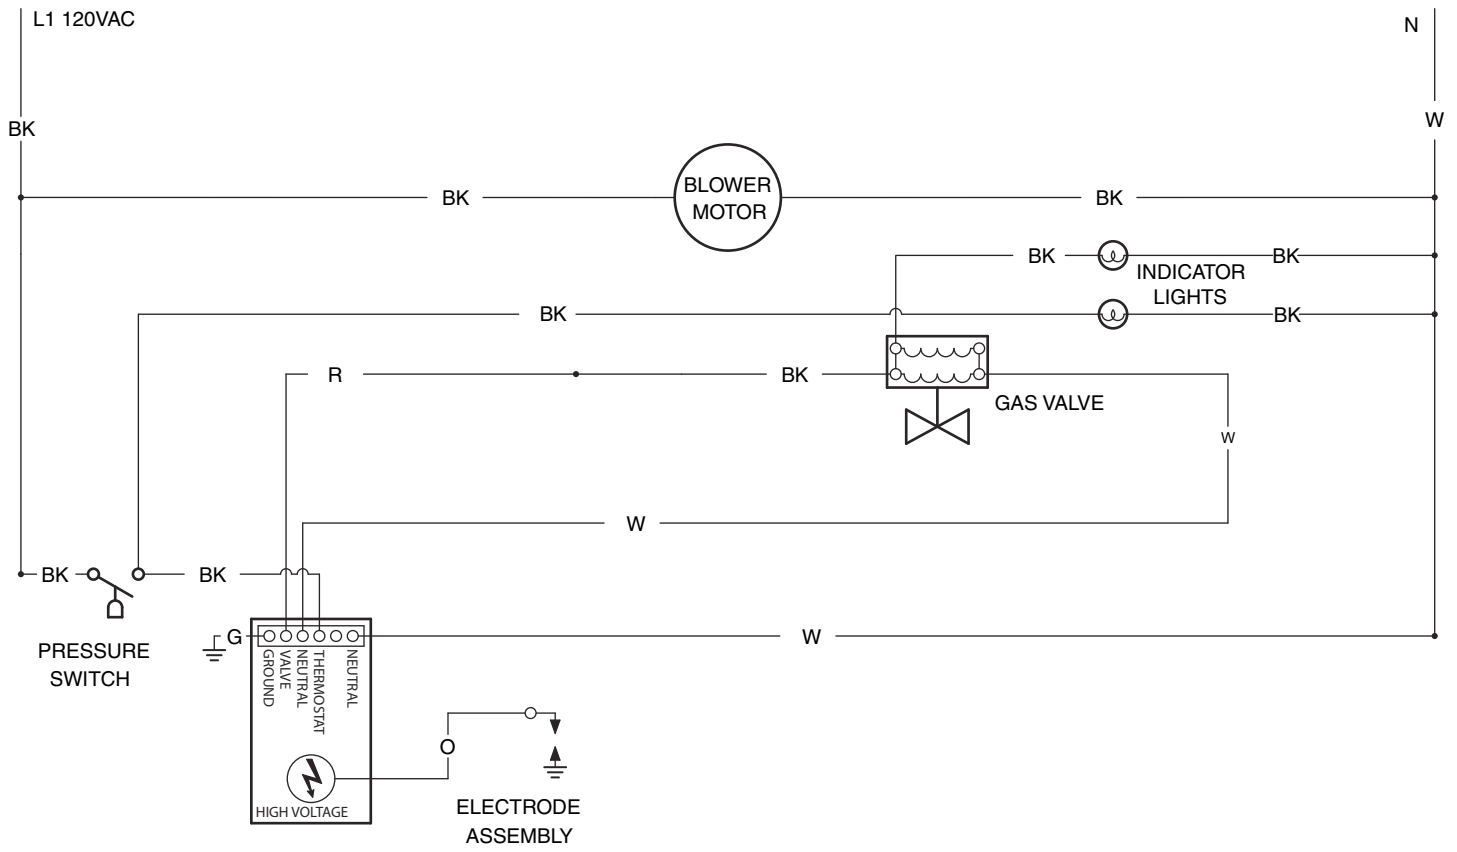 L1 120VAC
N
BK
W
BK
BLOWER
MOTOR
BK
BK
BK
INDICATOR
LIGHTS
BK
BK
R
BK
GAS VALVE
W
W
BK
BK
PRESSURE
SWITCH
G
W
GROUND
VALVE
NEUTRAL
THERMOSTAT
NEUTRAL
O
HIGH VOLTAGE
ELECTRODE
ASSEMBLY